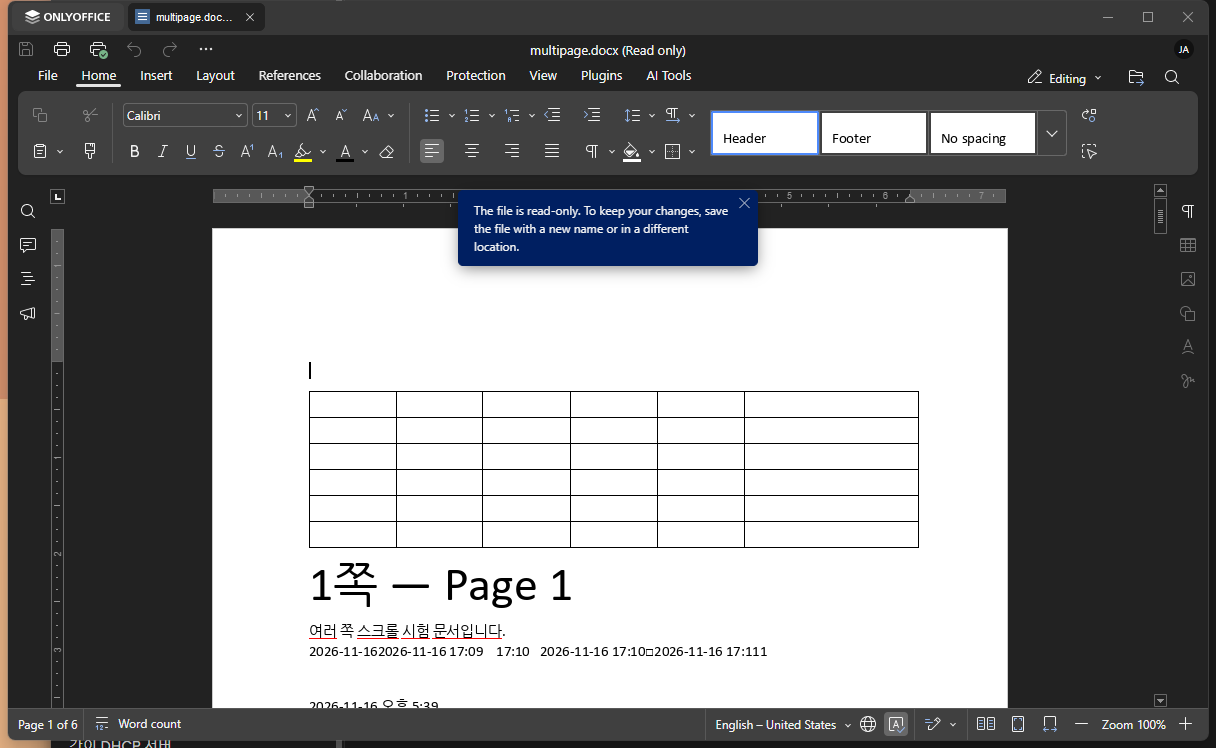 ONLYOFFICE
multipage.doc...
multipage.docx (Read only)
JA
File Home Insert Layout References Collaboration Protection View Plugins AI Tools
Editing
Calibri 11
Header Footer No spacing
1 5 6 7
The file is read-only. To keep your changes, save
the file with a new name or in a different
location.
1쪽 — Page 1
여러 쪽 스크롤 시험 문서입니다.
2026-11-162026-11-16 17:09 17:10 2026-11-16 17:10□2026-11-16 17:111
2026-11-16 오후 5:39
Page 1 of 6 Word count English – United States Zoom 100%